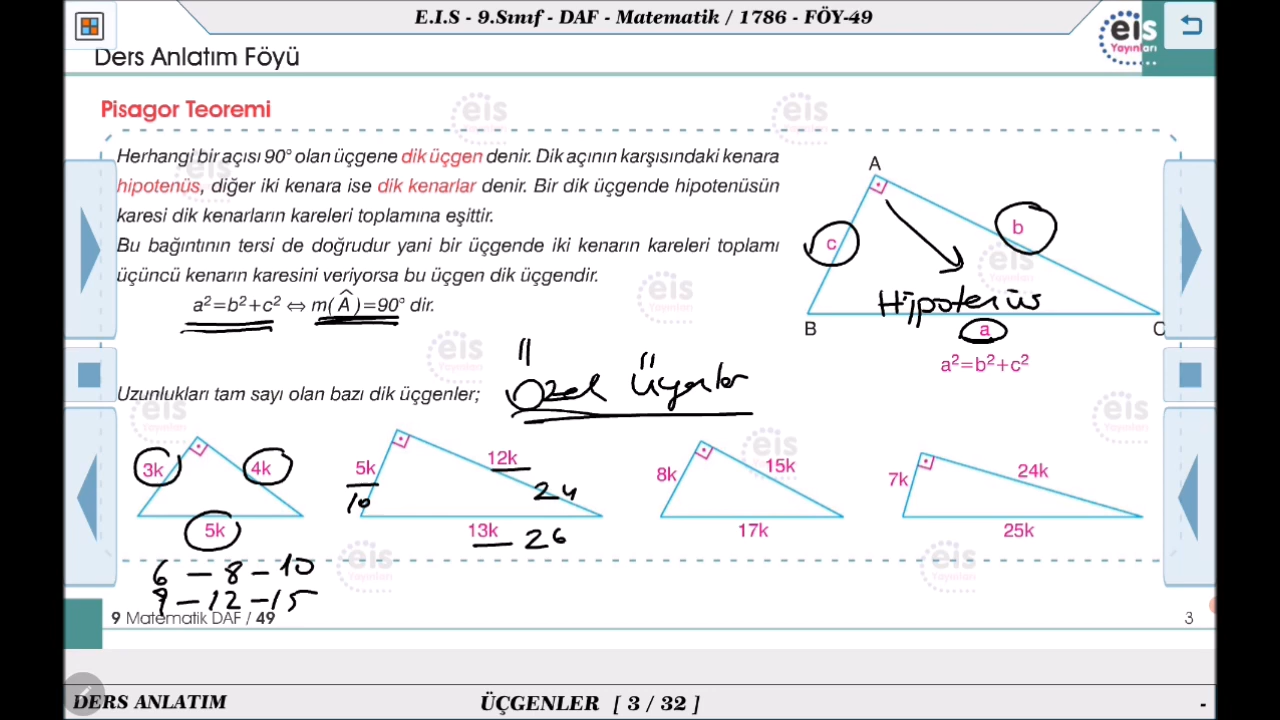 E.I.S - 9.Sınıf - DAF - Matematik / 1786 - FÖY-49
eis
Yayınları
Ders Anlatım Föyü
Pisagor Teoremi
Herhangi bir açısı 90° olan üçgene dik üçgen denir. Dik açının karşısındaki kenara
hipotenüs, diğer iki kenara ise dik kenarlar denir. Bir dik üçgende hipotenüsün
karesi dik kenarların kareleri toplamına eşittir.
Bu bağıntının tersi de doğrudur yani bir üçgende iki kenarın kareleri toplamı
üçüncü kenarın karesini veriyorsa bu üçgen dik üçgendir.
a²=b²+c² ⇔ m(Â)=90° dir.
A
c
b
Hipotenüs
B
a
C
a²=b²+c²
Uzunlukları tam sayı olan bazı dik üçgenler;
Özel Üçgenler
3k
4k
5k
6 – 8 – 10
9 – 12 – 15
5k
10
12k
24
13k
26
8k
15k
17k
7k
24k
25k
9 Matematik DAF / 49
3
DERS ANLATIM
ÜÇGENLER [ 3 / 32 ]
-